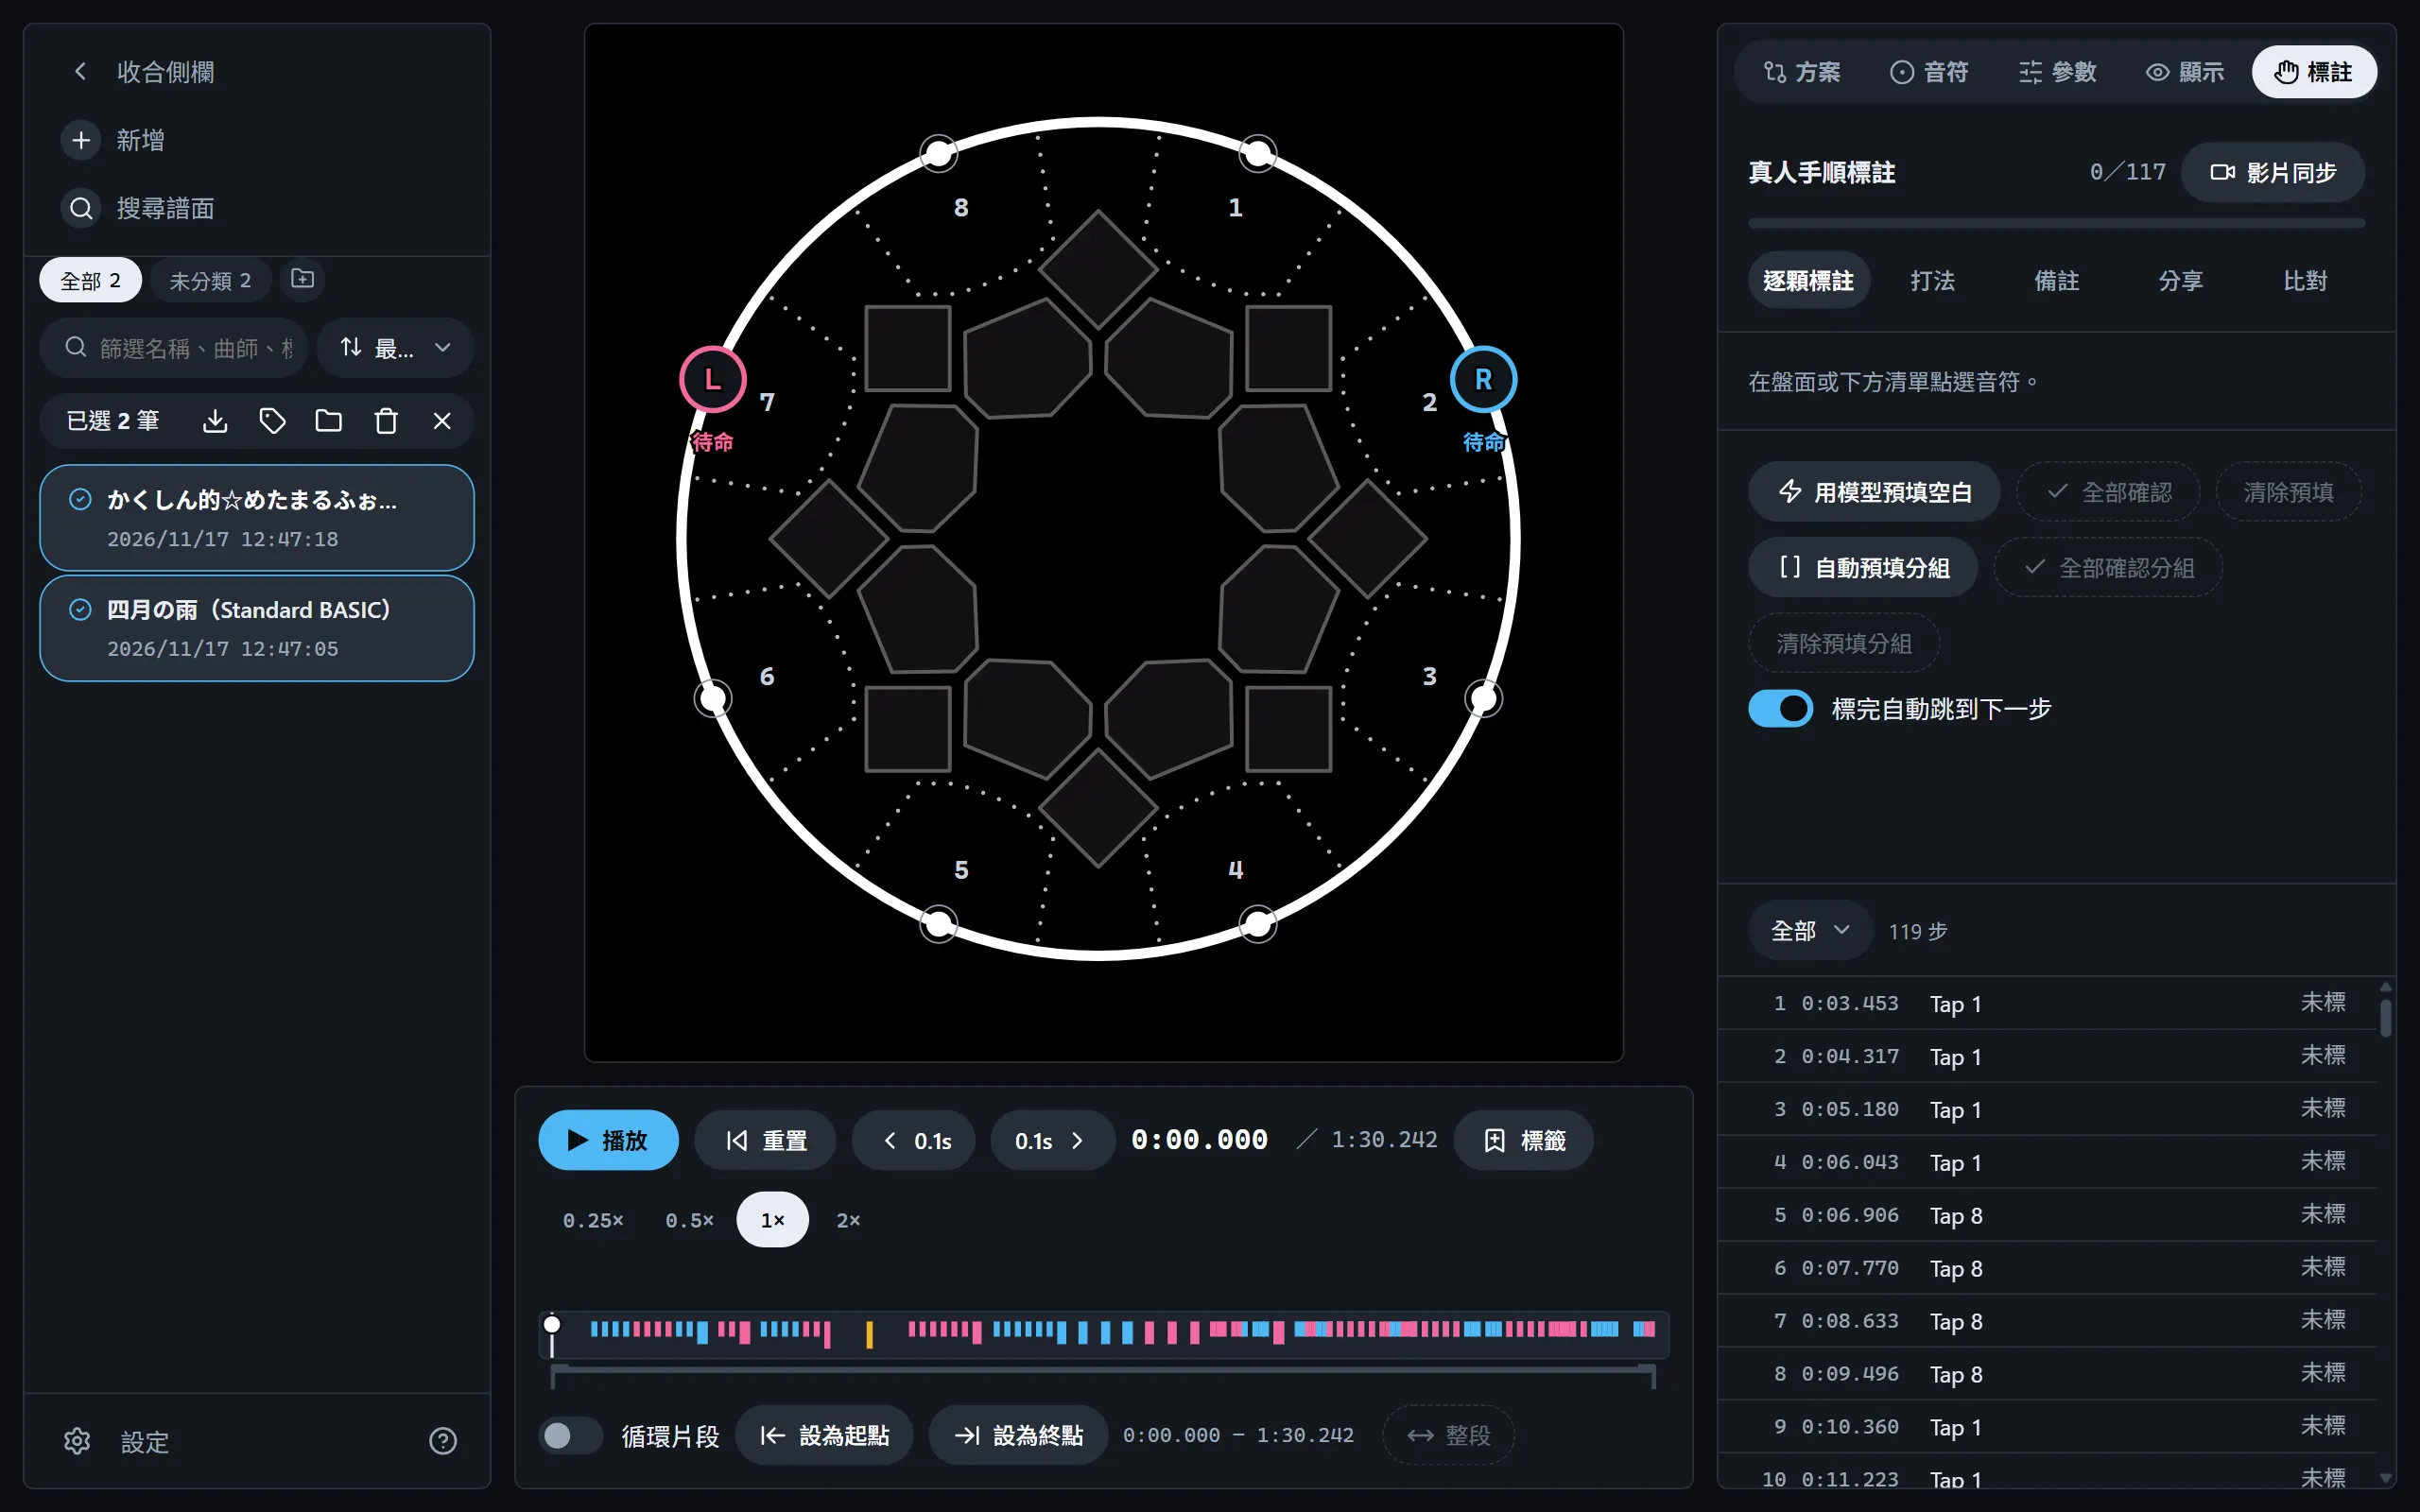 收合側欄
新增
搜尋譜面
全部 2
未分類 2
篩選名稱、曲師、
最...
已選 2 筆
かくしん的☆めたまるふぉ...
2026/11/17 12:47:18
四月の雨（Standard BASIC）
2026/11/17 12:47:05
設定
8
1
L
7
待命
2
R
待命
6
3
5
4
播放
重置
0.1s
0.1s
0:00.000 / 1:30.242
標籤
0.25×
0.5×
1×
2×
循環片段
設為起點
設為終點
0:00.000 – 1:30.242
整段
方案
音符
參數
顯示
標註
真人手順標註
0/117
影片同步
逐顆標註
打法
備註
分享
比對
在盤面或下方清單點選音符。
用模型預填空白
全部確認
清除預填
自動預填分組
全部確認分組
清除預填分組
標完自動跳到下一步
全部
119 步
1 0:03.453 Tap 1 未標
2 0:04.317 Tap 1 未標
3 0:05.180 Tap 1 未標
4 0:06.043 Tap 1 未標
5 0:06.906 Tap 8 未標
6 0:07.770 Tap 8 未標
7 0:08.633 Tap 8 未標
8 0:09.496 Tap 8 未標
9 0:10.360 Tap 1 未標
10 0:11.223 Tap 1 未標